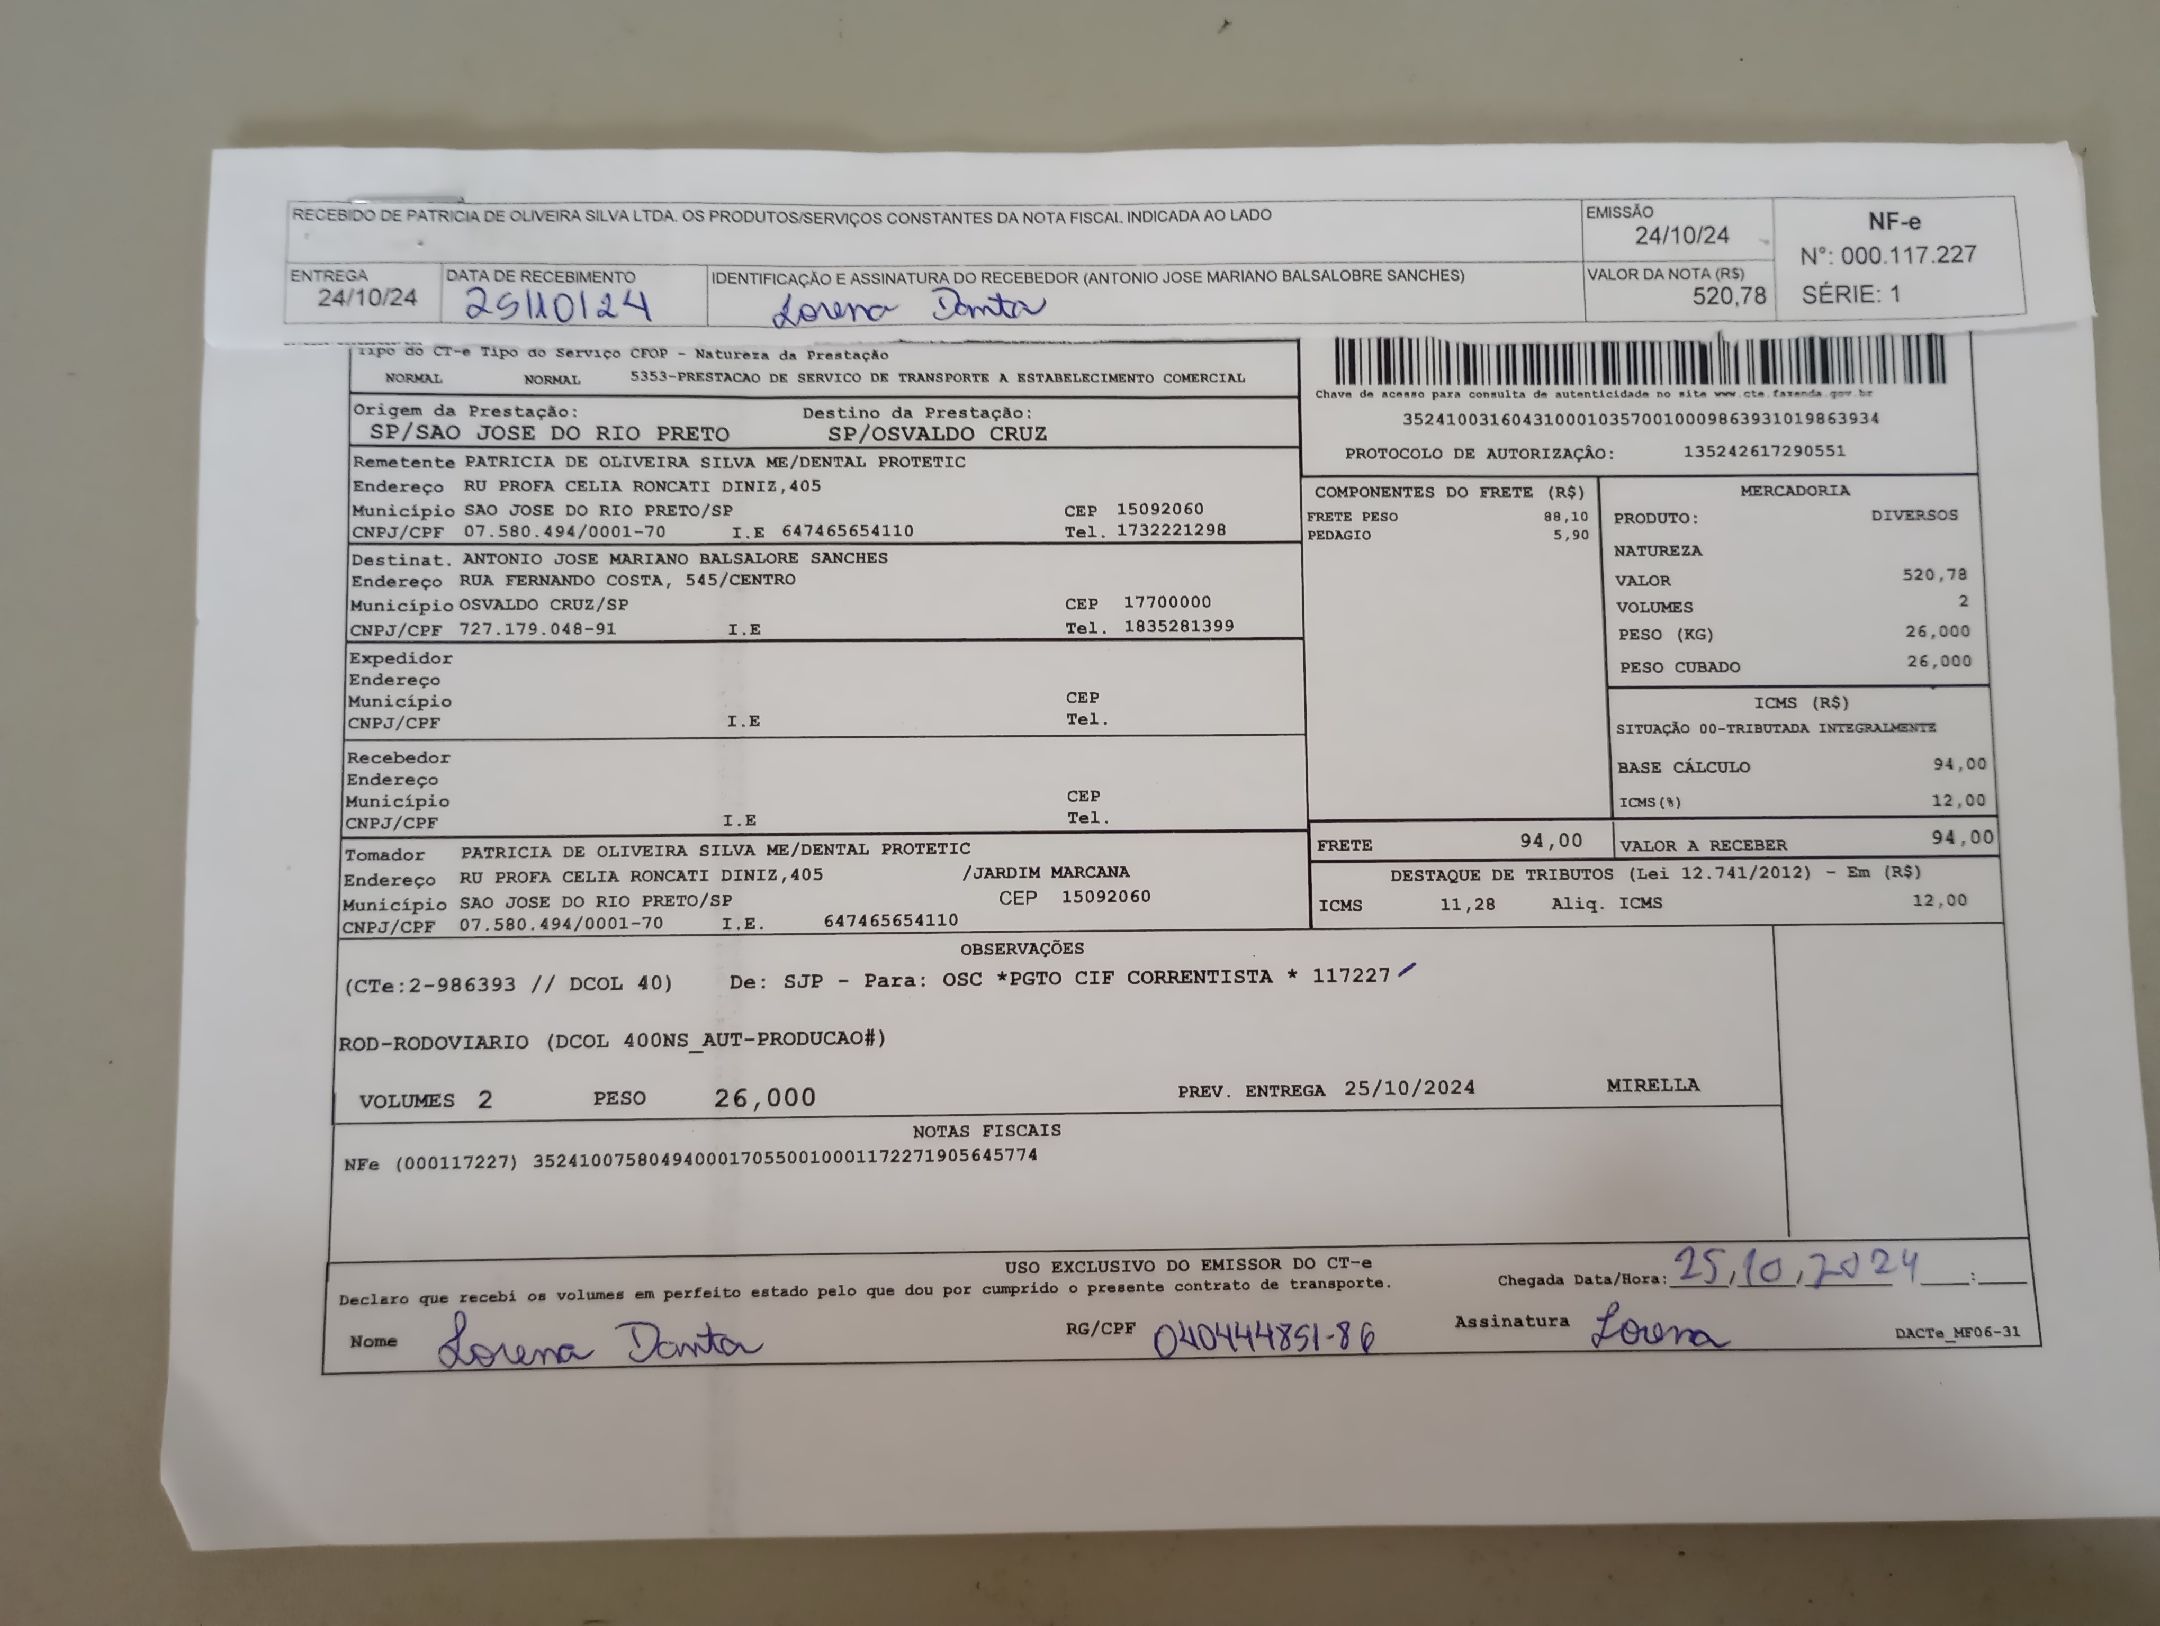 RECEBIDO DE PATRICIA DE OLIVEIRA SILVA LTDA. OS PRODUTOS/SERVIÇOS CONSTANTES DA NOTA FISCAL INDICADA AO LADO
EMISSÃO
24/10/24
NF-e
N°: 000.117.227
SÉRIE: 1
ENTREGA
24/10/24
DATA DE RECEBIMENTO
25/10/24
IDENTIFICAÇÃO E ASSINATURA DO RECEBEDOR (ANTONIO JOSE MARIANO BALSALOBRE SANCHES)
Lorena Danta
VALOR DA NOTA (R$)
520,78
Tipo do CT-e Tipo do Serviço CFOP - Natureza da Prestação
NORMAL NORMAL 5353-PRESTACAO DE SERVICO DE TRANSPORTE A ESTABELECIMENTO COMERCIAL
Chave de acesso para consulta de autenticidade no site www.cte.fazenda.gov.br
35241003160431000103570010009863931019863934
PROTOCOLO DE AUTORIZAÇÃO: 135242617290551
Origem da Prestação: Destino da Prestação:
SP/SAO JOSE DO RIO PRETO SP/OSVALDO CRUZ
Remetente PATRICIA DE OLIVEIRA SILVA ME/DENTAL PROTETIC
Endereço RU PROFA CELIA RONCATI DINIZ,405
Município SAO JOSE DO RIO PRETO/SP CEP 15092060
CNPJ/CPF 07.580.494/0001-70 I.E 647465654110 Tel. 1732221298
Destinat. ANTONIO JOSE MARIANO BALSALORE SANCHES
Endereço RUA FERNANDO COSTA, 545/CENTRO
Município OSVALDO CRUZ/SP CEP 17700000
CNPJ/CPF 727.179.048-91 I.E Tel. 1835281399
Expedidor
Endereço
Município CEP
CNPJ/CPF I.E Tel.
Recebedor
Endereço
Município CEP
CNPJ/CPF I.E Tel.
Tomador PATRICIA DE OLIVEIRA SILVA ME/DENTAL PROTETIC
Endereço RU PROFA CELIA RONCATI DINIZ,405 /JARDIM MARCANA
Município SAO JOSE DO RIO PRETO/SP CEP 15092060
CNPJ/CPF 07.580.494/0001-70 I.E. 647465654110
COMPONENTES DO FRETE (R$)
FRETE PESO 88,10
PEDAGIO 5,90
MERCADORIA
PRODUTO: DIVERSOS
NATUREZA
VALOR 520,78
VOLUMES 2
PESO (KG) 26,000
PESO CUBADO 26,000
ICMS (R$)
SITUAÇÃO 00-TRIBUTADA INTEGRALMENTE
BASE CÁLCULO 94,00
ICMS(%) 12,00
FRETE 94,00 VALOR A RECEBER 94,00
DESTAQUE DE TRIBUTOS (Lei 12.741/2012) - Em (R$)
ICMS 11,28 Aliq. ICMS 12,00
OBSERVAÇÕES
(CTe:2-986393 // DCOL 40) De: SJP - Para: OSC *PGTO CIF CORRENTISTA * 117227
ROD-RODOVIARIO (DCOL 400NS_AUT-PRODUCAO#)
VOLUMES 2 PESO 26,000 PREV. ENTREGA 25/10/2024 MIRELLA
NOTAS FISCAIS
NFe (000117227) 35241007580494000170550010001172271905645774
USO EXCLUSIVO DO EMISSOR DO CT-e
Declaro que recebi os volumes em perfeito estado pelo que dou por cumprido o presente contrato de transporte.
Chegada Data/Hora: 25,10,2024 ___:___
Nome Lorena Danta RG/CPF 040444851-86 Assinatura Lorena DACTe_MF06-31